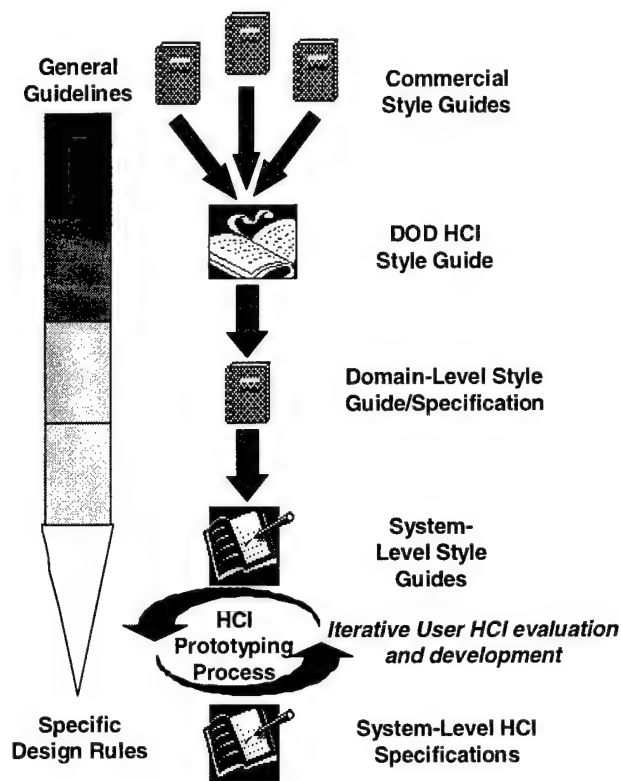 General
Guidelines
Commercial
Style Guides
DOD HCI
Style Guide
Domain-Level Style
Guide/Specification
System-
Level Style
Guides
HCI
Prototyping
Process
Iterative User HCI evaluation
and development
Specific
Design Rules
System-Level HCI
Specifications